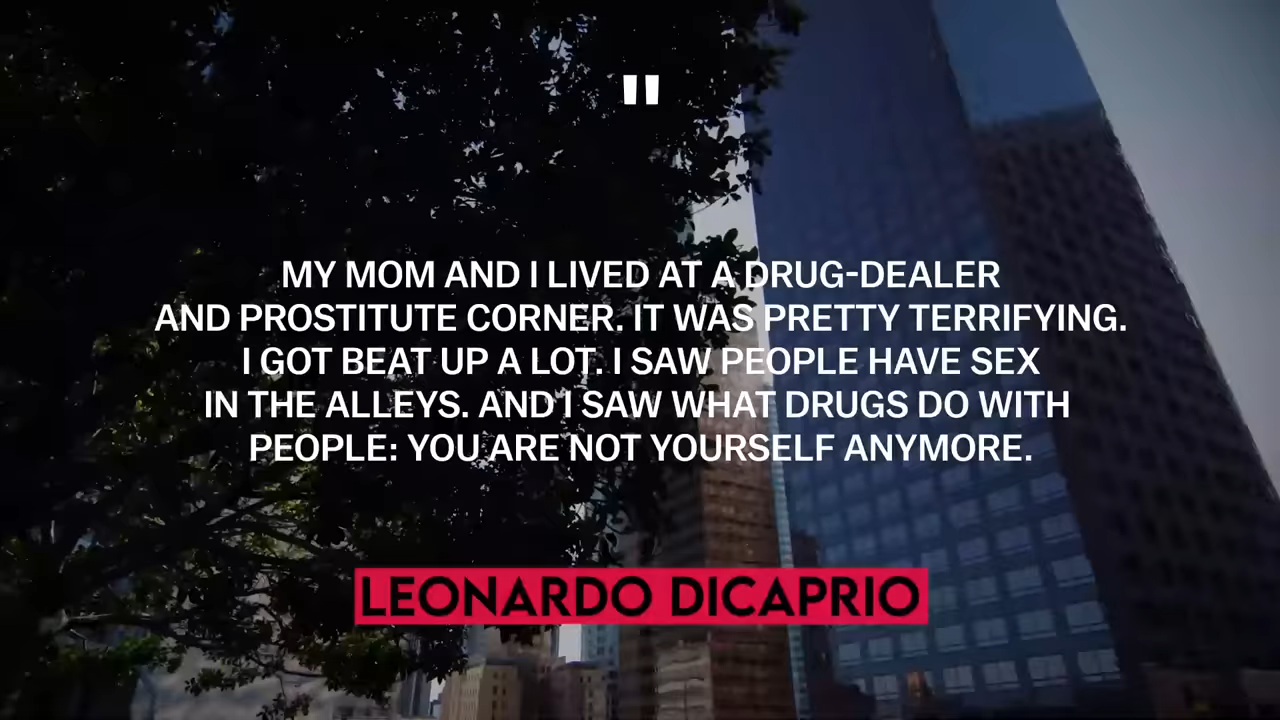 "
MY MOM AND I LIVED AT A DRUG-DEALER
AND PROSTITUTE CORNER. IT WAS PRETTY TERRIFYING.
I GOT BEAT UP A LOT. I SAW PEOPLE HAVE SEX
IN THE ALLEYS. AND I SAW WHAT DRUGS DO WITH
PEOPLE: YOU ARE NOT YOURSELF ANYMORE.
LEONARDO DICAPRIO